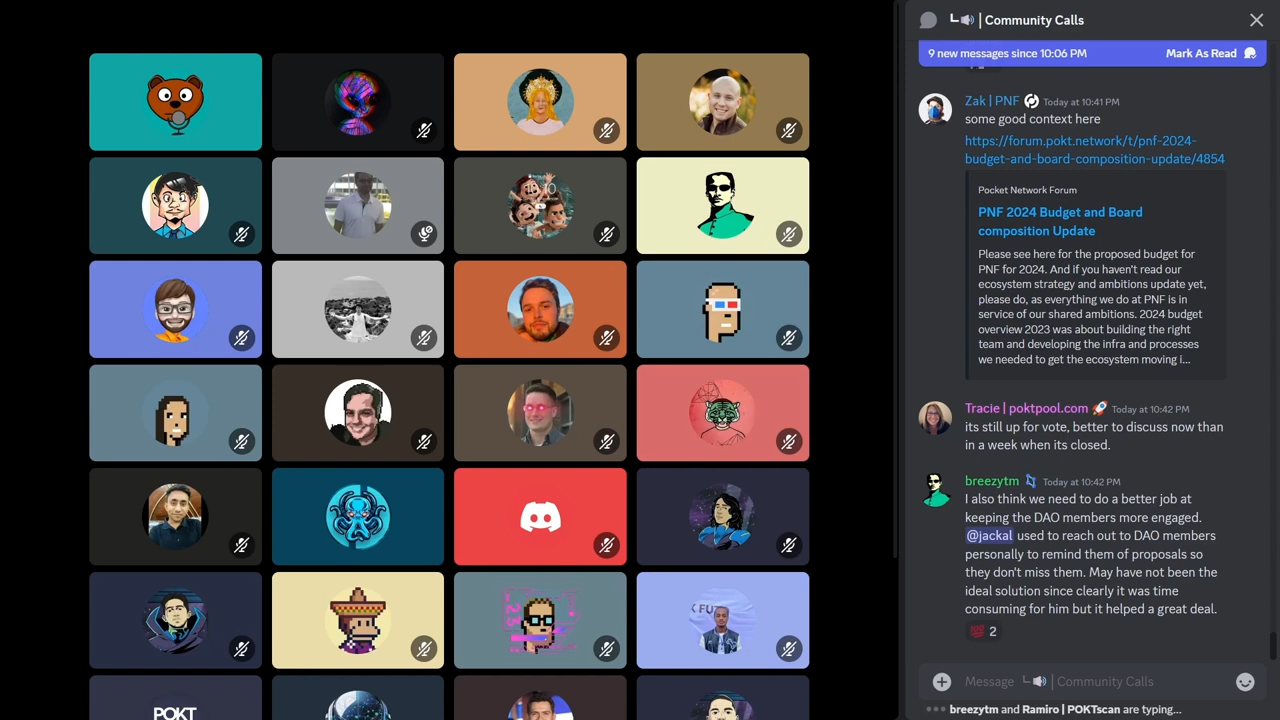 └🔊 | Community Calls
9 new messages since 10:06 PM Mark As Read
Zak | PNF Today at 10:41 PM
some good context here
https://forum.pokt.network/t/pnf-2024-
budget-and-board-composition-update/4854
Pocket Network Forum
PNF 2024 Budget and Board
composition Update
Please see here for the proposed budget for
PNF for 2024. And if you haven't read our
ecosystem strategy and ambitions update yet,
please do, as everything we do at PNF is in
service of our shared ambitions. 2024 budget
overview 2023 was about building the right
team and developing the infra and processes
we needed to get the ecosystem moving i...
Tracie | poktpool.com 🚀 Today at 10:42 PM
its still up for vote, better to discuss now than
in a week when its closed.
breezytm Today at 10:42 PM
I also think we need to do a better job at
keeping the DAO members more engaged.
@jackal used to reach out to DAO members
personally to remind them of proposals so
they don't miss them. May have not been the
ideal solution since clearly it was time
consuming for him but it helped a great deal.
💯 2
Message └🔊 | Community Calls
breezytm and Ramiro | POKTscan are typing...
K FU
POKT